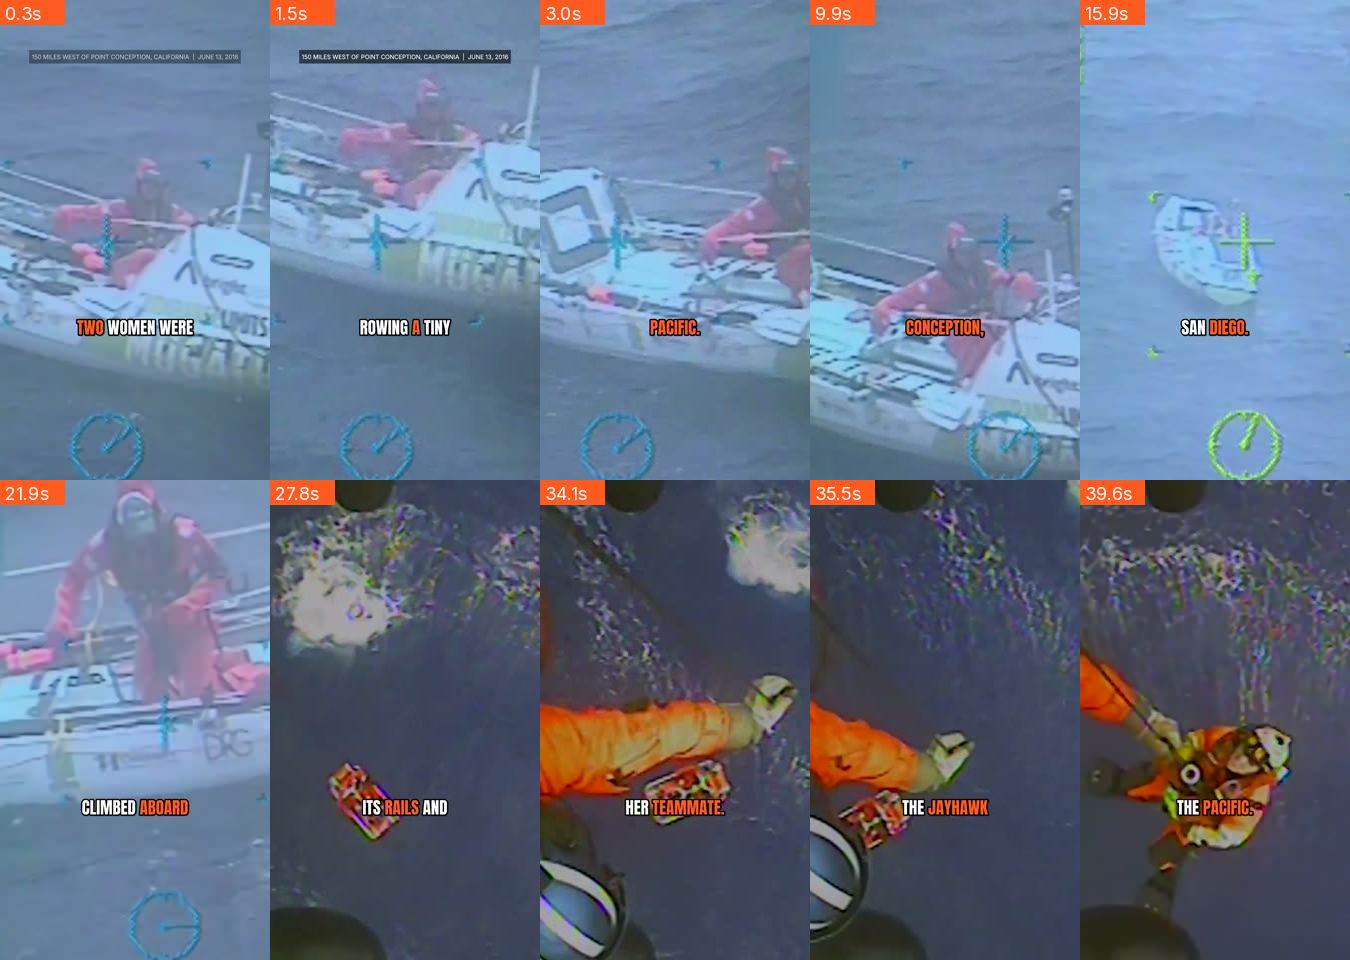 0.3s
150 MILES WEST OF POINT CONCEPTION, CALIFORNIA | JUNE 13, 2016
TWO WOMEN WERE
1.5s
150 MILES WEST OF POINT CONCEPTION, CALIFORNIA | JUNE 13, 2016
ROWING A TINY
3.0s
PACIFIC.
9.9s
CONCEPTION,
15.9s
SAN DIEGO.
21.9s
CLIMBED ABOARD
27.8s
ITS RAILS AND
34.1s
HER TEAMMATE.
35.5s
THE JAYHAWK
39.6s
THE PACIFIC.